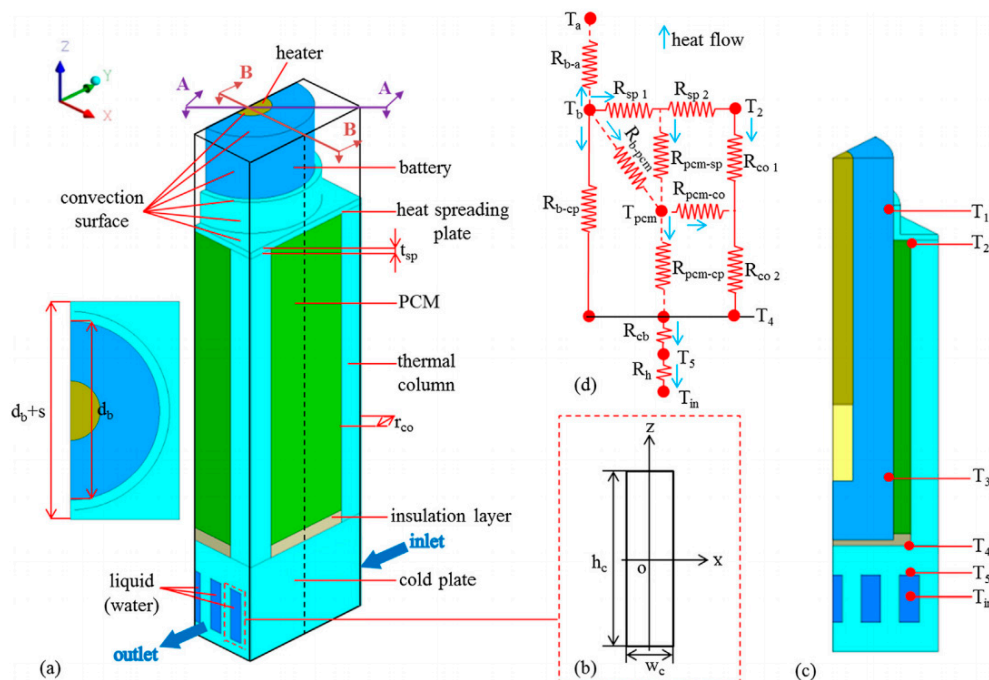 Z
Y
X
heater
A
B
A
B
battery
convection
surface
heat spreading
plate
t_sp
PCM
thermal
column
d_b+s
d_b
r_co
insulation layer
inlet
liquid
(water)
cold plate
outlet
(a)
T_a
heat flow
R_b-a
R_sp 1
R_sp 2
T_b
T_2
R_b-pcm
R_pcm-sp
R_co 1
R_pcm-co
R_b-cp
T_pcm
R_pcm-cp
R_co 2
T_4
R_cb
T_5
R_h
(d)
T_in
z
h_c
o
x
w_c
(b)
T_1
T_2
T_3
T_4
T_5
T_in
(c)